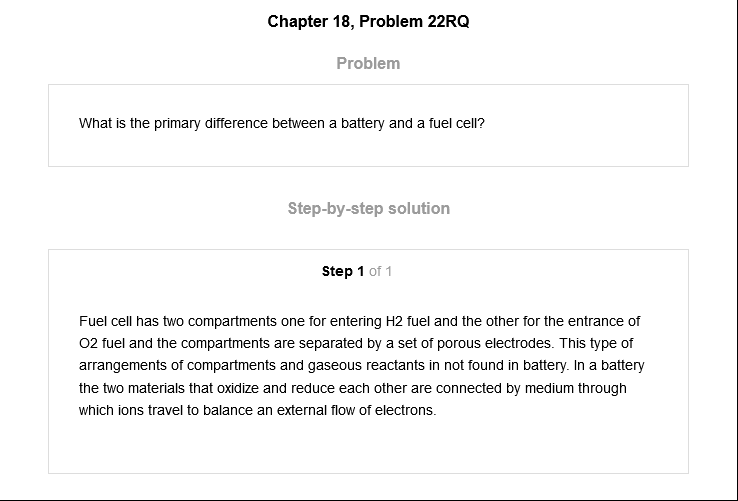 Chapter 18, Problem 22RQ
Problem
What is the primary difference between a battery and a fuel cell?
Step-by-step solution
Step 1 of 1
Fuel cell has two compartments one for entering H2 fuel and the other for the entrance of
O2 fuel and the compartments are separated by a set of porous electrodes. This type of
arrangements of compartments and gaseous reactants in not found in battery. In a battery
the two materials that oxidize and reduce each other are connected by medium through
which ions travel to balance an external flow of electrons.